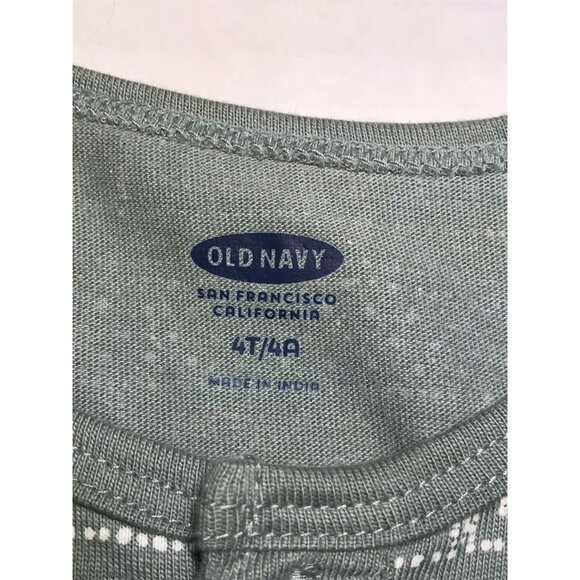 OLD NAVY
SAN FRANCISCO
CALIFORNIA
4T/4A
MADE IN INDIA